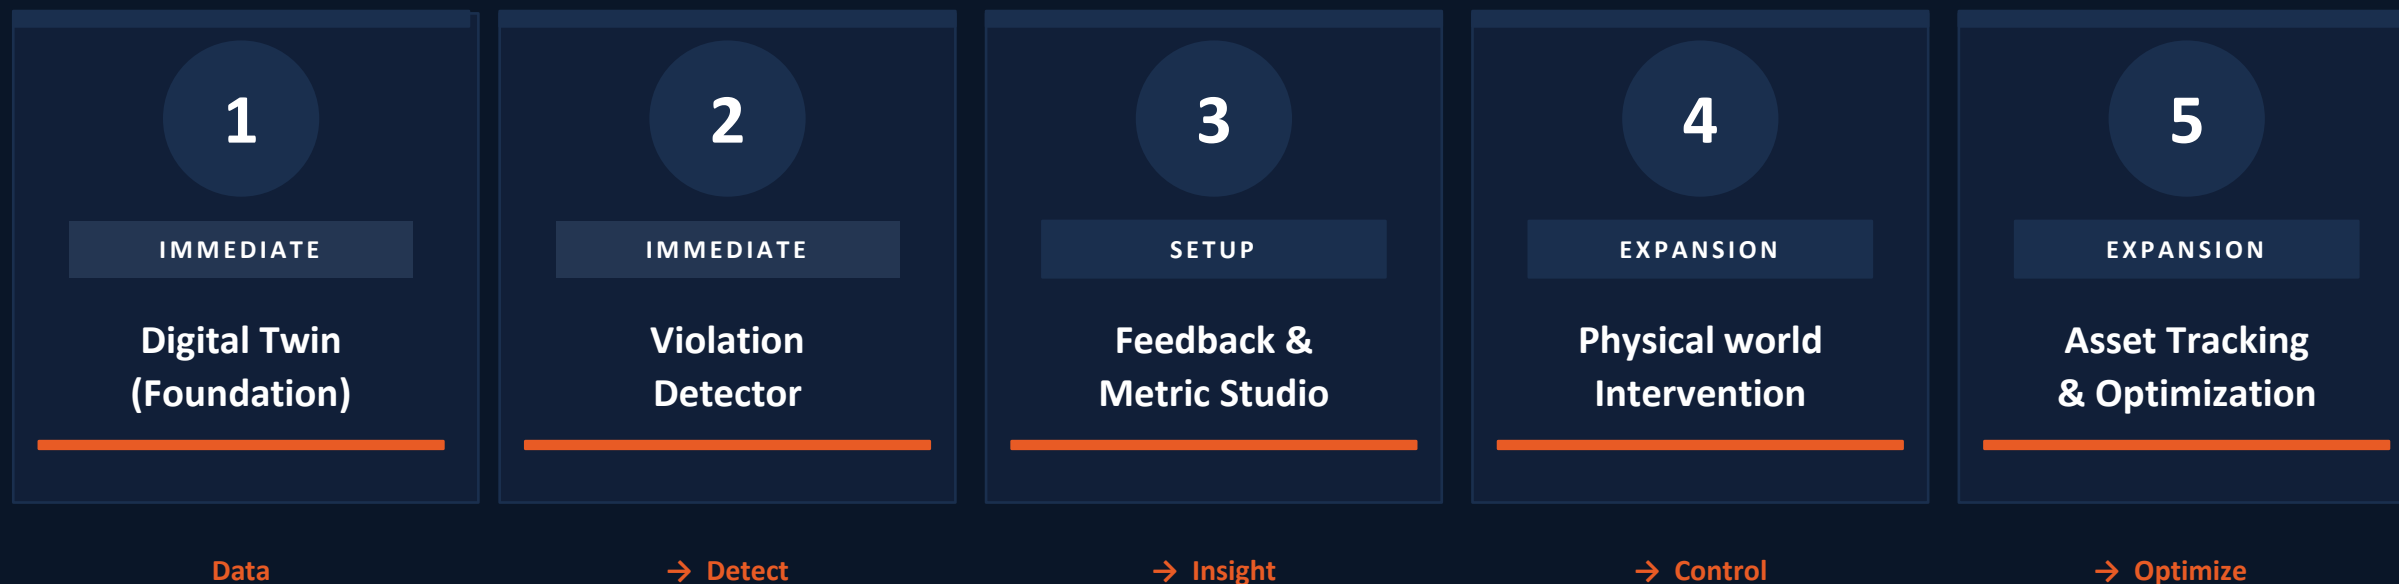 1
IMMEDIATE
Digital Twin
(Foundation)
2
IMMEDIATE
Violation
Detector
3
SETUP
Feedback &
Metric Studio
4
EXPANSION
Physical world
Intervention
5
EXPANSION
Asset Tracking
& Optimization
Data
→ Detect
→ Insight
→ Control
→ Optimize